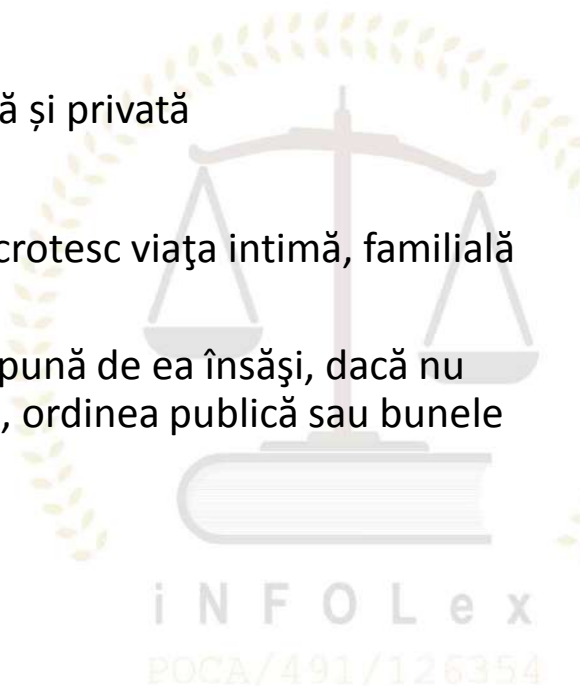 ă și privată
crotesc viaţa intimă, familială
pună de ea însăşi, dacă nu
, ordinea publică sau bunele
iNFOLex
POCA/491/126354